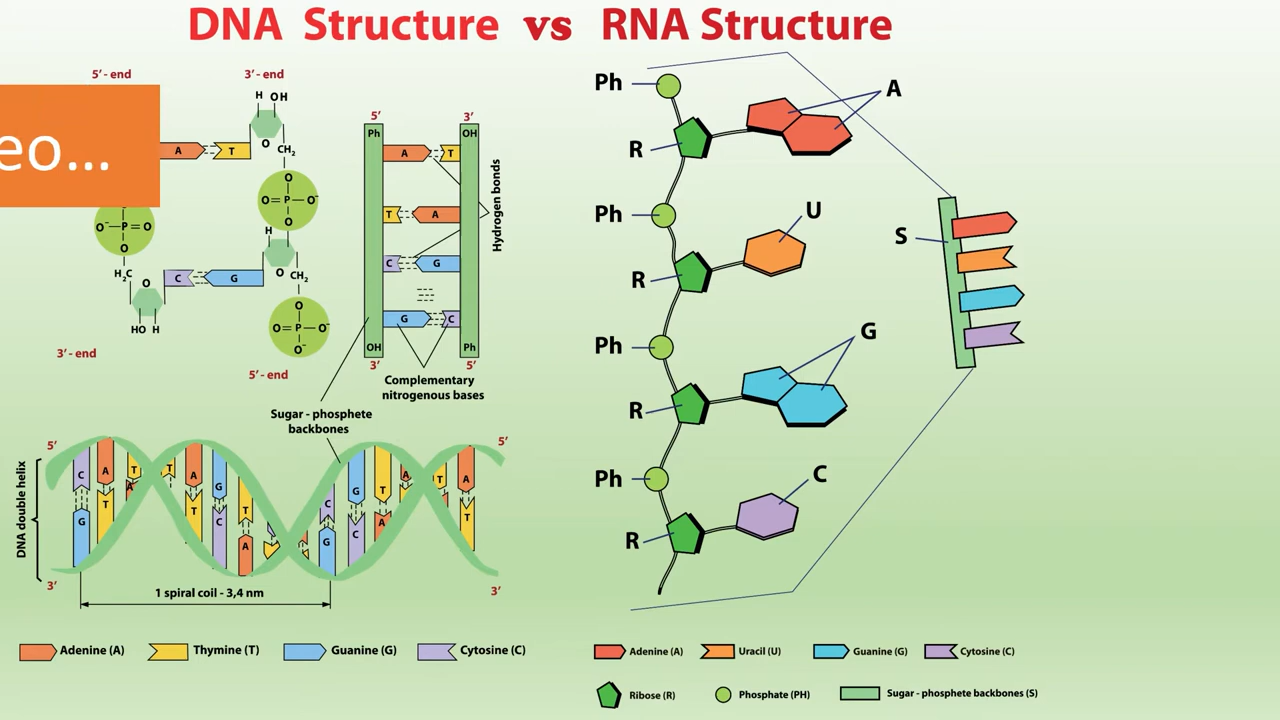 DNA Structure vs RNA Structure
eo...
5' - end
3' - end
H OH
A T
O
CH₂
O
O=P-O⁻
O
O⁻-P=O
O
H
O
CH₂
H₂C
O
C G
HO H
O
O=P-O⁻
O⁻
3' - end
5' - end
5' 3'
Ph OH
A T
T A
C G
G C
OH Ph
3' 5'
Hydrogen bonds
Complementary
nitrogenous bases
Sugar - phosphete
backbones
DNA double helix
5'
5'
C A T A T A G T C G T A T A
G T T C A G C A T
3'
3'
1 spiral coil - 3,4 nm
Adenine (A) Thymine (T) Guanine (G) Cytosine (C)
Ph
A
R
Ph
U
R
S
Ph
G
R
Ph
C
R
Adenine (A) Uracil (U) Guanine (G) Cytosine (C)
Ribose (R) Phosphate (PH) Sugar - phosphete backbones (S)